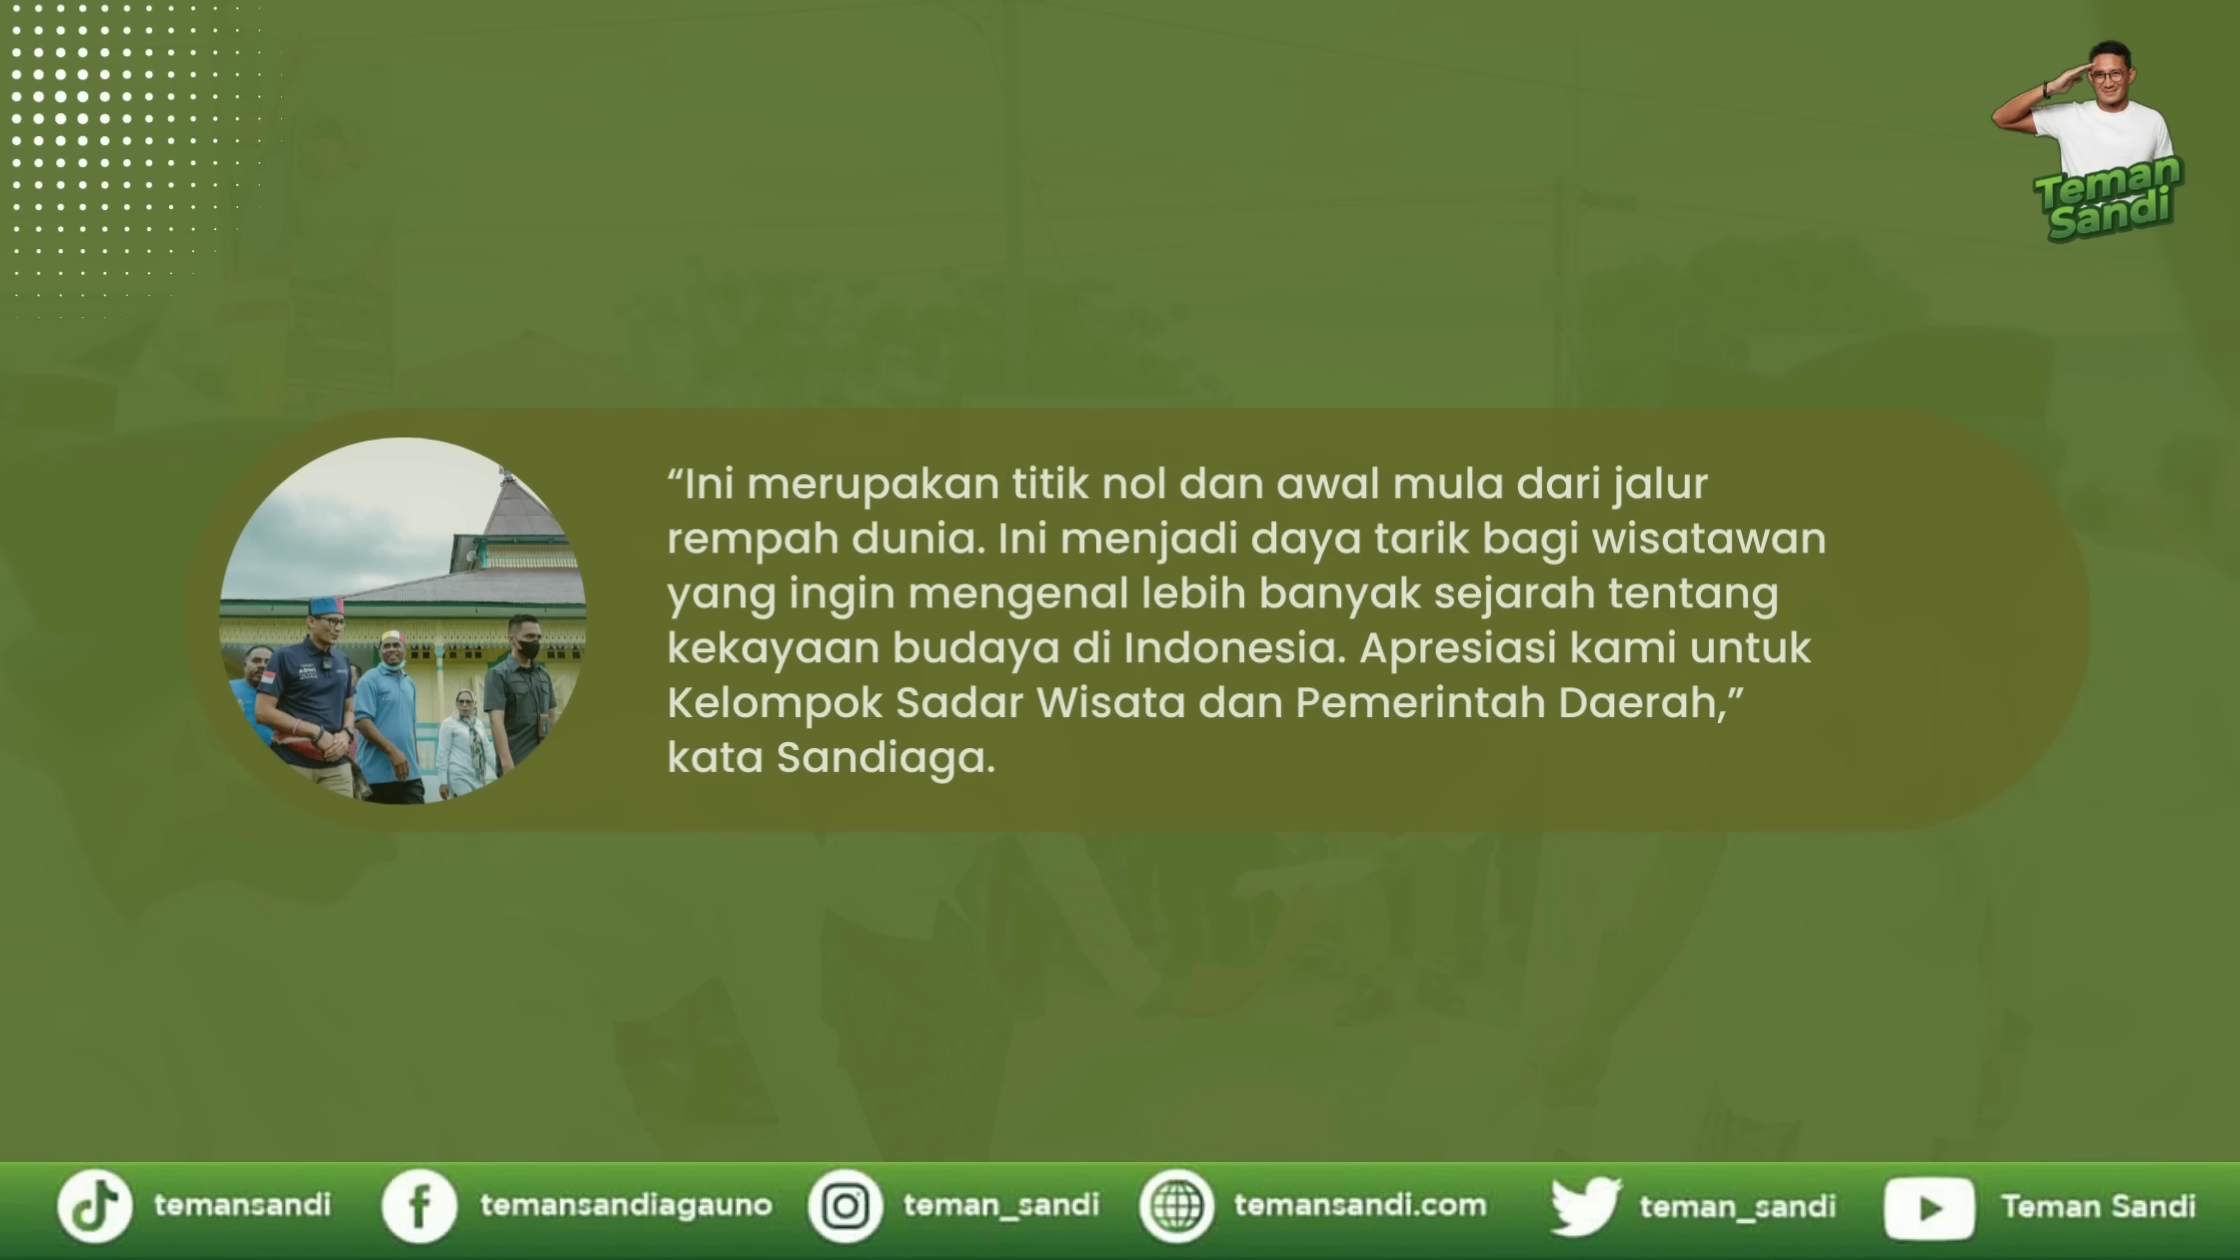 Teman
Sandi
“Ini merupakan titik nol dan awal mula dari jalur
rempah dunia. Ini menjadi daya tarik bagi wisatawan
yang ingin mengenal lebih banyak sejarah tentang
kekayaan budaya di Indonesia. Apresiasi kami untuk
Kelompok Sadar Wisata dan Pemerintah Daerah,”
kata Sandiaga.
temansandi
temansandiagauno
teman_sandi
temansandi.com
teman_sandi
Teman Sandi